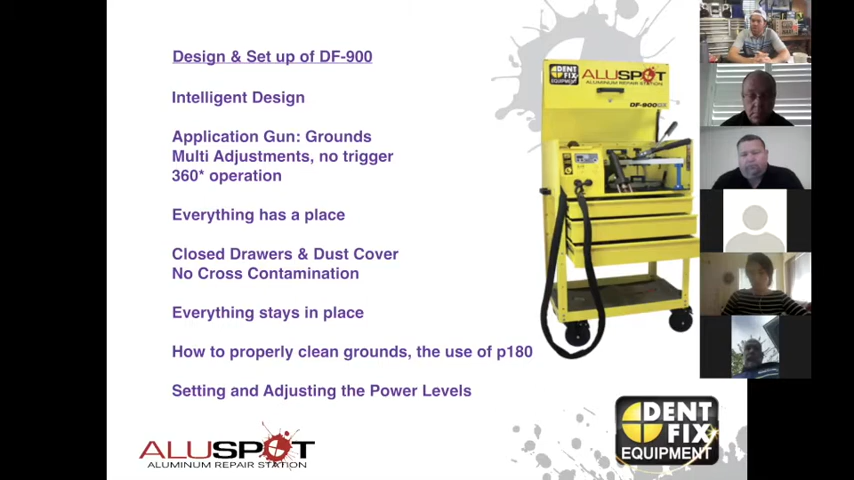 Design & Set up of DF-900
Intelligent Design
Application Gun: Grounds
Multi Adjustments, no trigger
360* operation
Everything has a place
Closed Drawers & Dust Cover
No Cross Contamination
Everything stays in place
How to properly clean grounds, the use of p180
Setting and Adjusting the Power Levels
DENT
FIX
EQUIPMENT
ALUSPOT
ALUMINUM REPAIR STATION
ALUSPOT
ALUMINUM REPAIR STATION
DENT
FIX
EQUIPMENT